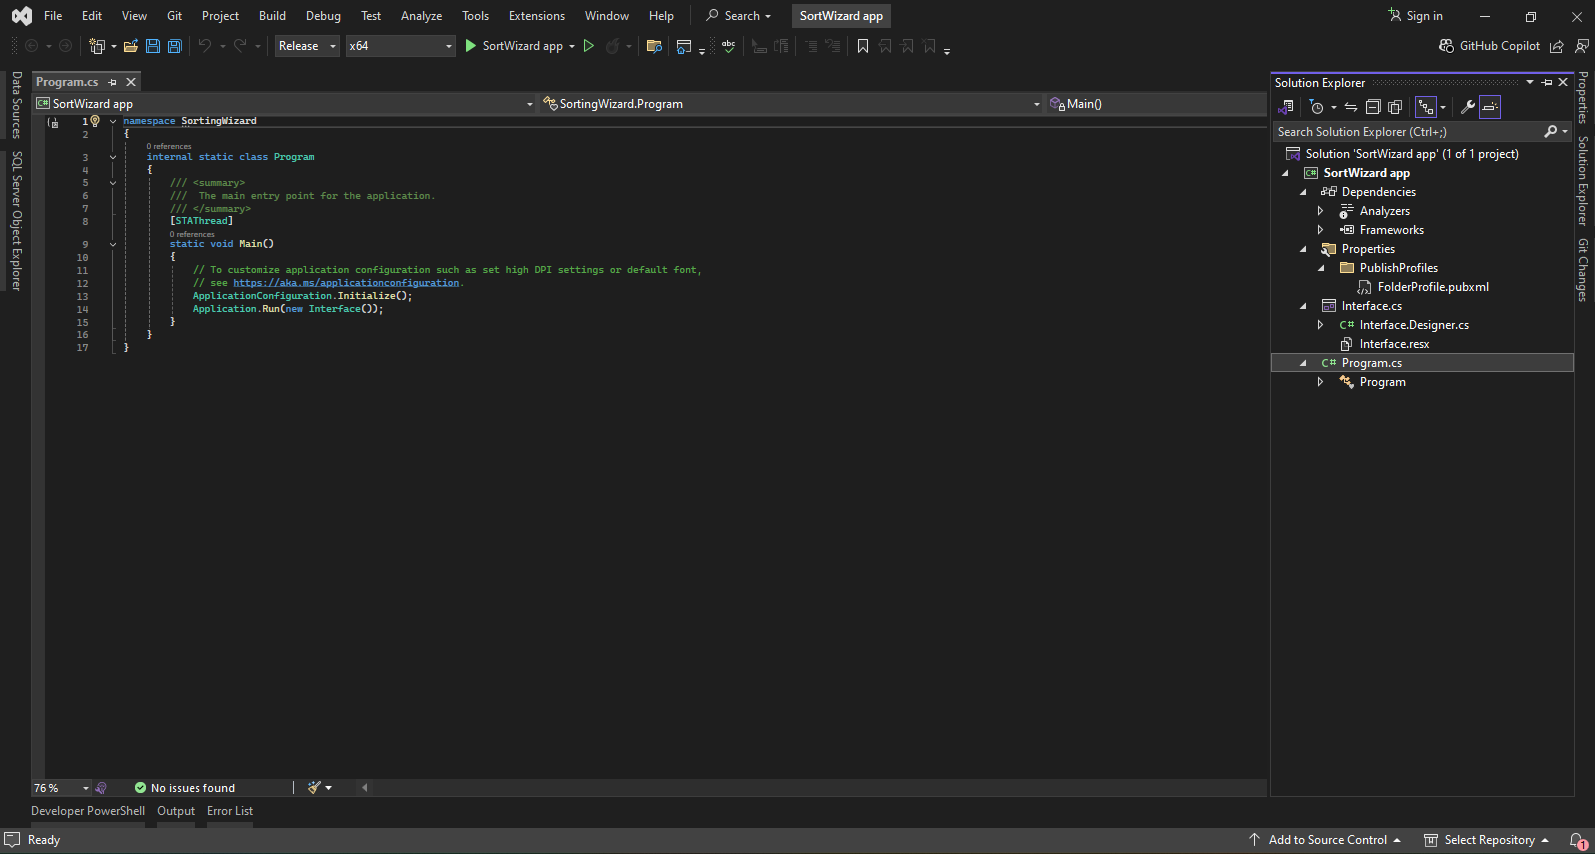 File Edit View Git Project Build Debug Test Analyze Tools Extensions Window Help Search SortWizard app Sign in
Release x64 SortWizard app GitHub Copilot
Data Sources
SQL Server Object Explorer
Program.cs
SortWizard app SortingWizard.Program Main()
1 namespace SortingWizard
2 {
0 references
3 internal static class Program
4 {
5 /// <summary>
6 /// The main entry point for the application.
7 /// </summary>
8 [STAThread]
0 references
9 static void Main()
10 {
11 // To customize application configuration such as set high DPI settings or default font,
12 // see https://aka.ms/applicationconfiguration.
13 ApplicationConfiguration.Initialize();
14 Application.Run(new Interface());
15 }
16 }
17 }
76 % No issues found
Developer PowerShell Output Error List
Solution Explorer
Search Solution Explorer (Ctrl+;)
Solution 'SortWizard app' (1 of 1 project)
SortWizard app
Dependencies
Analyzers
Frameworks
Properties
PublishProfiles
FolderProfile.pubxml
Interface.cs
C# Interface.Designer.cs
Interface.resx
C# Program.cs
Program
Properties
Solution Explorer
Git Changes
Ready Add to Source Control Select Repository 1